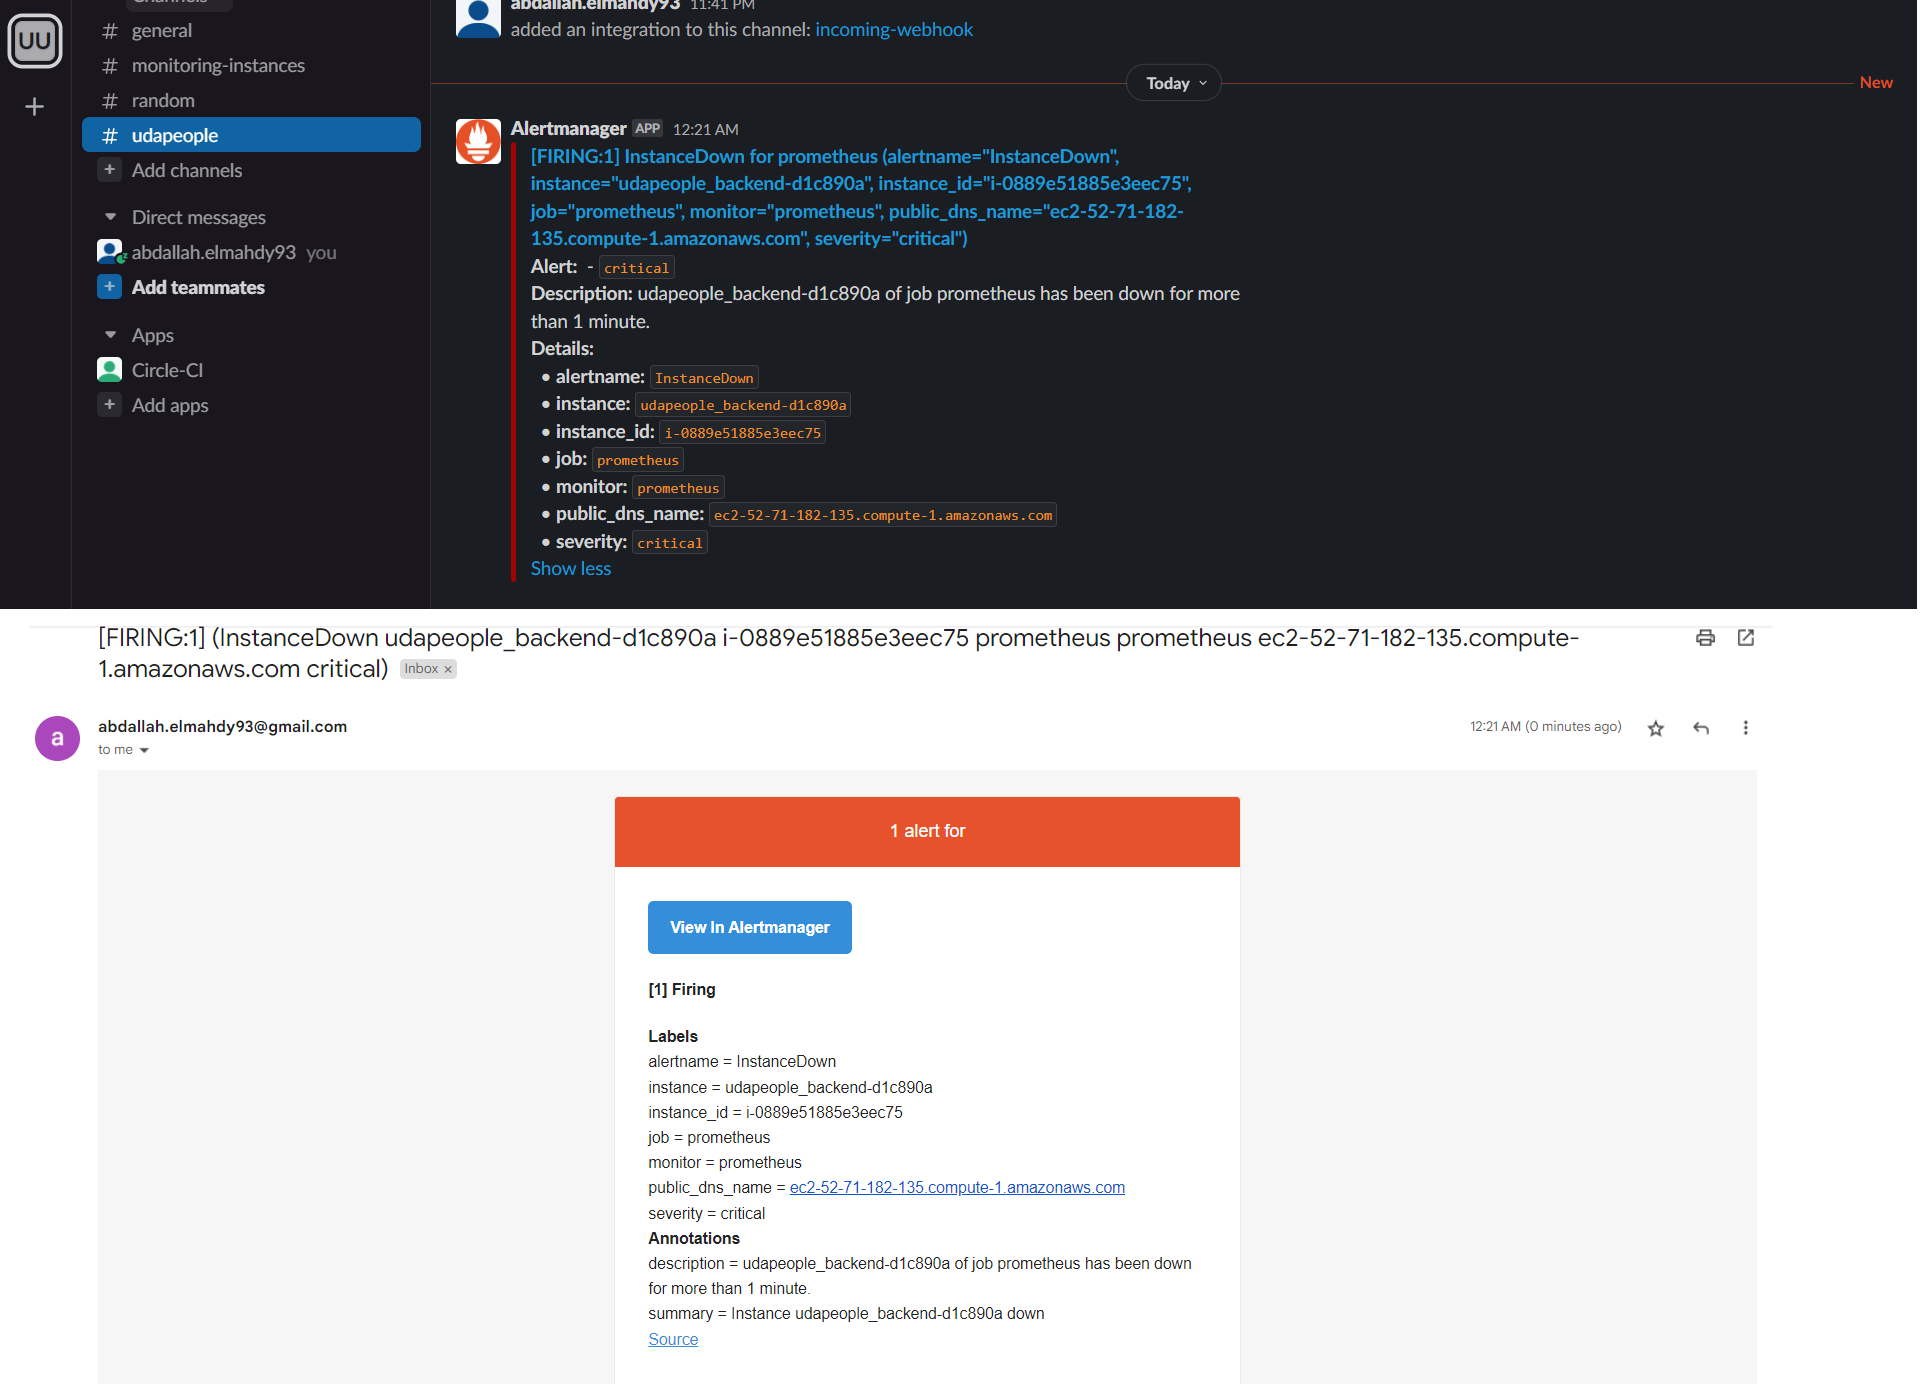 Channels
UU
# general
# monitoring-instances
+
# random
# udapeople
+ Add channels
Direct messages
abdallah.elmahdy93 you
+ Add teammates
Apps
Circle-CI
+ Add apps
abdallah.elmahdy93 11:41 PM
added an integration to this channel: incoming-webhook
Today
New
Alertmanager APP 12:21 AM
[FIRING:1] InstanceDown for prometheus (alertname="InstanceDown",
instance="udapeople_backend-d1c890a", instance_id="i-0889e51885e3eec75",
job="prometheus", monitor="prometheus", public_dns_name="ec2-52-71-182-
135.compute-1.amazonaws.com", severity="critical")
Alert: - critical
Description: udapeople_backend-d1c890a of job prometheus has been down for more
than 1 minute.
Details:
• alertname: InstanceDown
• instance: udapeople_backend-d1c890a
• instance_id: i-0889e51885e3eec75
• job: prometheus
• monitor: prometheus
• public_dns_name: ec2-52-71-182-135.compute-1.amazonaws.com
• severity: critical
Show less
[FIRING:1] (InstanceDown udapeople_backend-d1c890a i-0889e51885e3eec75 prometheus prometheus ec2-52-71-182-135.compute-
1.amazonaws.com critical) Inbox ×
a
abdallah.elmahdy93@gmail.com
12:21 AM (0 minutes ago)
to me
1 alert for
View In Alertmanager
[1] Firing
Labels
alertname = InstanceDown
instance = udapeople_backend-d1c890a
instance_id = i-0889e51885e3eec75
job = prometheus
monitor = prometheus
public_dns_name = ec2-52-71-182-135.compute-1.amazonaws.com
severity = critical
Annotations
description = udapeople_backend-d1c890a of job prometheus has been down
for more than 1 minute.
summary = Instance udapeople_backend-d1c890a down
Source